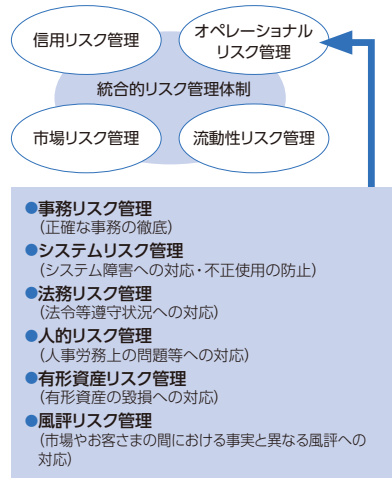 信用リスク管理
オペレーショナル
リスク管理
統合的リスク管理体制
市場リスク管理
流動性リスク管理
●事務リスク管理
(正確な事務の徹底)
●システムリスク管理
(システム障害への対応・不正使用の防止)
●法務リスク管理
(法令等遵守状況への対応)
●人的リスク管理
(人事労務上の問題等への対応)
●有形資産リスク管理
(有形資産の毀損への対応)
●風評リスク管理
(市場やお客さまの間における事実と異なる風評への
対応)